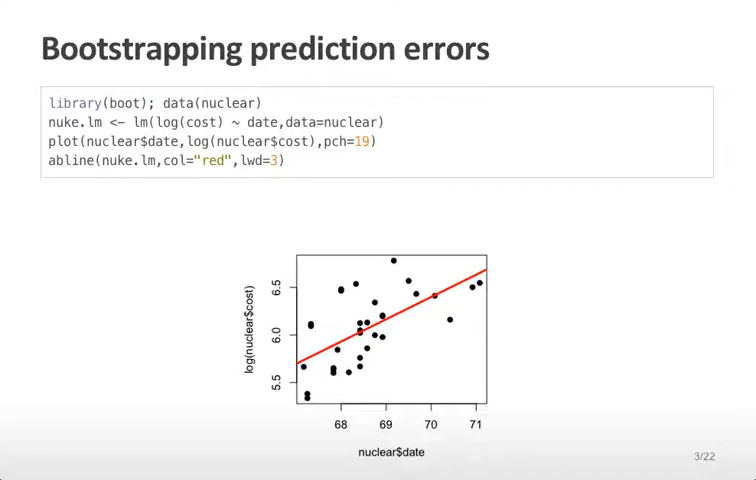 Bootstrapping prediction errors
library(boot); data(nuclear)
nuke.lm <- lm(log(cost) ~ date,data=nuclear)
plot(nuclear$date,log(nuclear$cost),pch=19)
abline(nuke.lm,col="red",lwd=3)
log(nuclear$cost)
6.5
6.0
5.5
68 69 70 71
nuclear$date
3/22